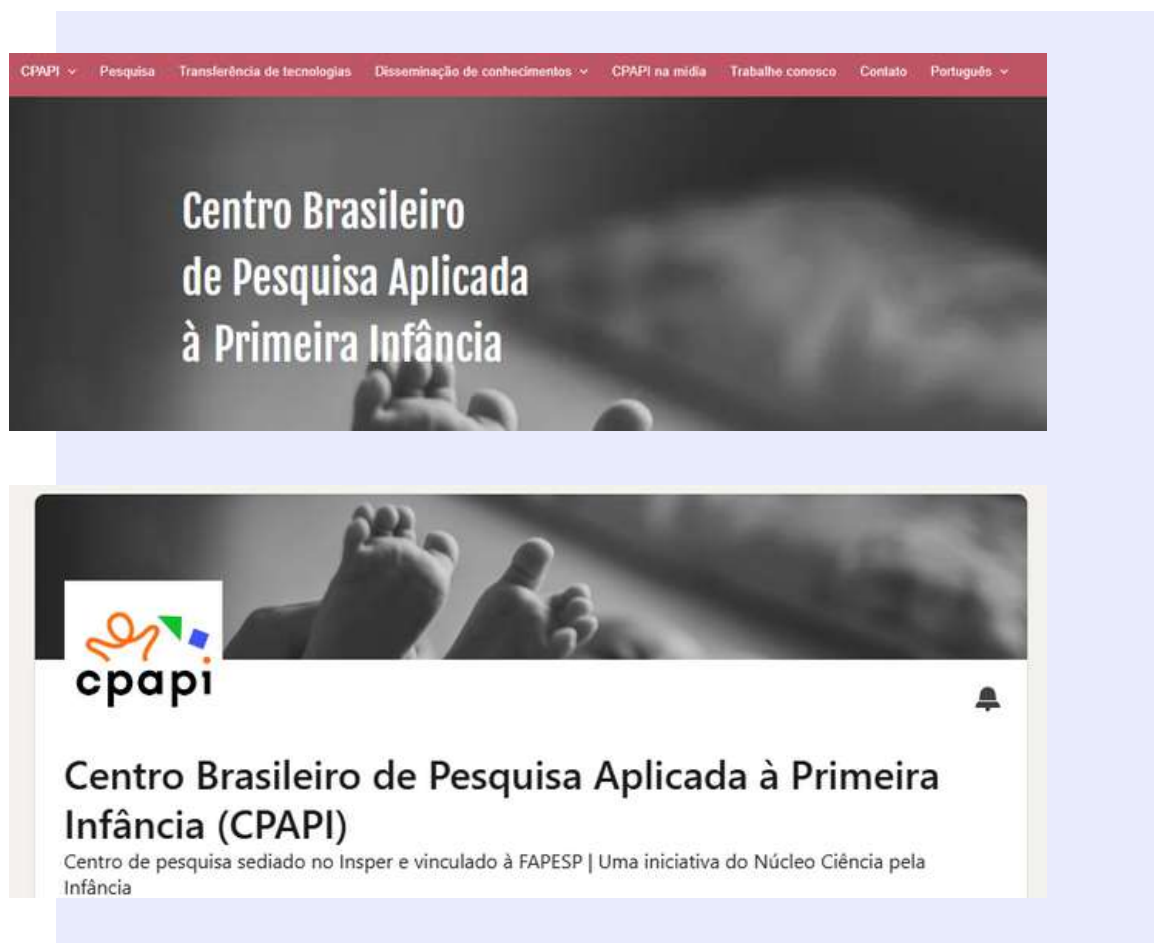 CPAPI Pesquisa Transferência de tecnologias Disseminação de conhecimentos CPAPI na mídia Trabalhe conosco Contato Português
Centro Brasileiro
de Pesquisa Aplicada
à Primeira Infância
cpapi
Centro Brasileiro de Pesquisa Aplicada à Primeira
Infância (CPAPI)
Centro de pesquisa sediado no Insper e vinculado à FAPESP | Uma iniciativa do Núcleo Ciência pela
Infância